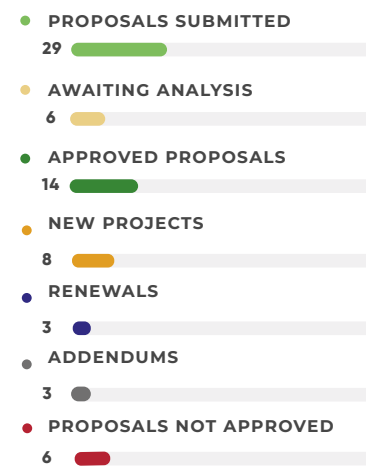 PROPOSALS SUBMITTED
29
AWAITING ANALYSIS
6
APPROVED PROPOSALS
14
NEW PROJECTS
8
RENEWALS
3
ADDENDUMS
3
PROPOSALS NOT APPROVED
6